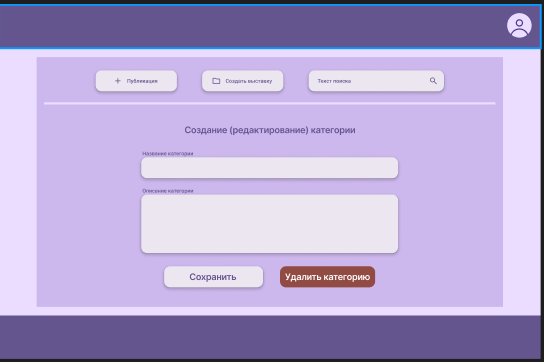 Публикация
Создать выставку
Текст поиска
Создание (редактирование) категории
Название категории
Описание категории
Сохранить
Удалить категорию